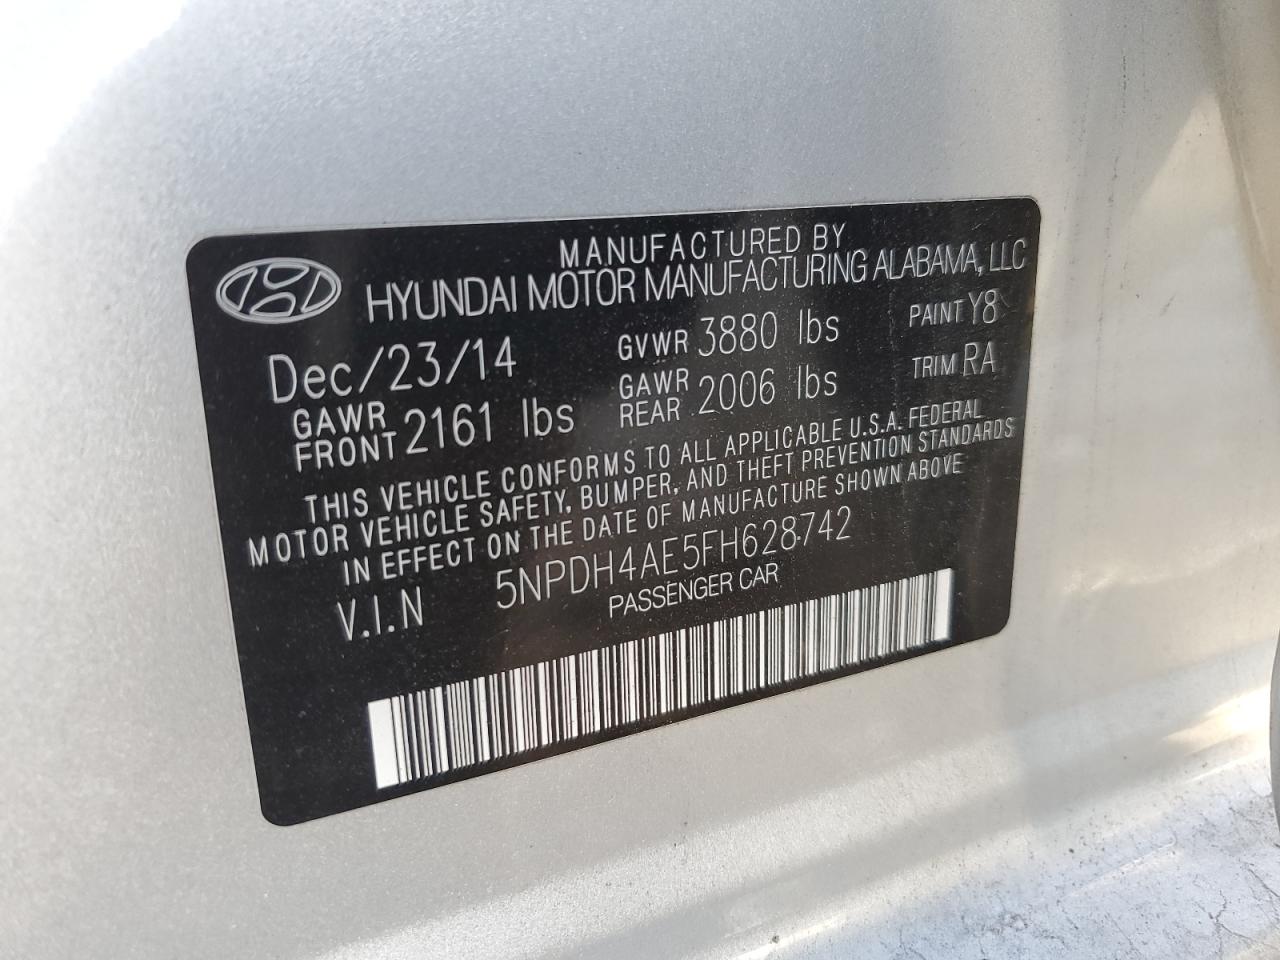 MANUFACTURED BY
HYUNDAI MOTOR MANUFACTURING ALABAMA, LLC
Dec/23/14 GVWR 3880 lbs PAINT Y8
GAWR FRONT 2161 lbs GAWR REAR 2006 lbs TRIM RA
THIS VEHICLE CONFORMS TO ALL APPLICABLE U.S.A. FEDERAL
MOTOR VEHICLE SAFETY, BUMPER, AND THEFT PREVENTION STANDARDS
IN EFFECT ON THE DATE OF MANUFACTURE SHOWN ABOVE
V.I.N 5NPDH4AE5FH628742
PASSENGER CAR